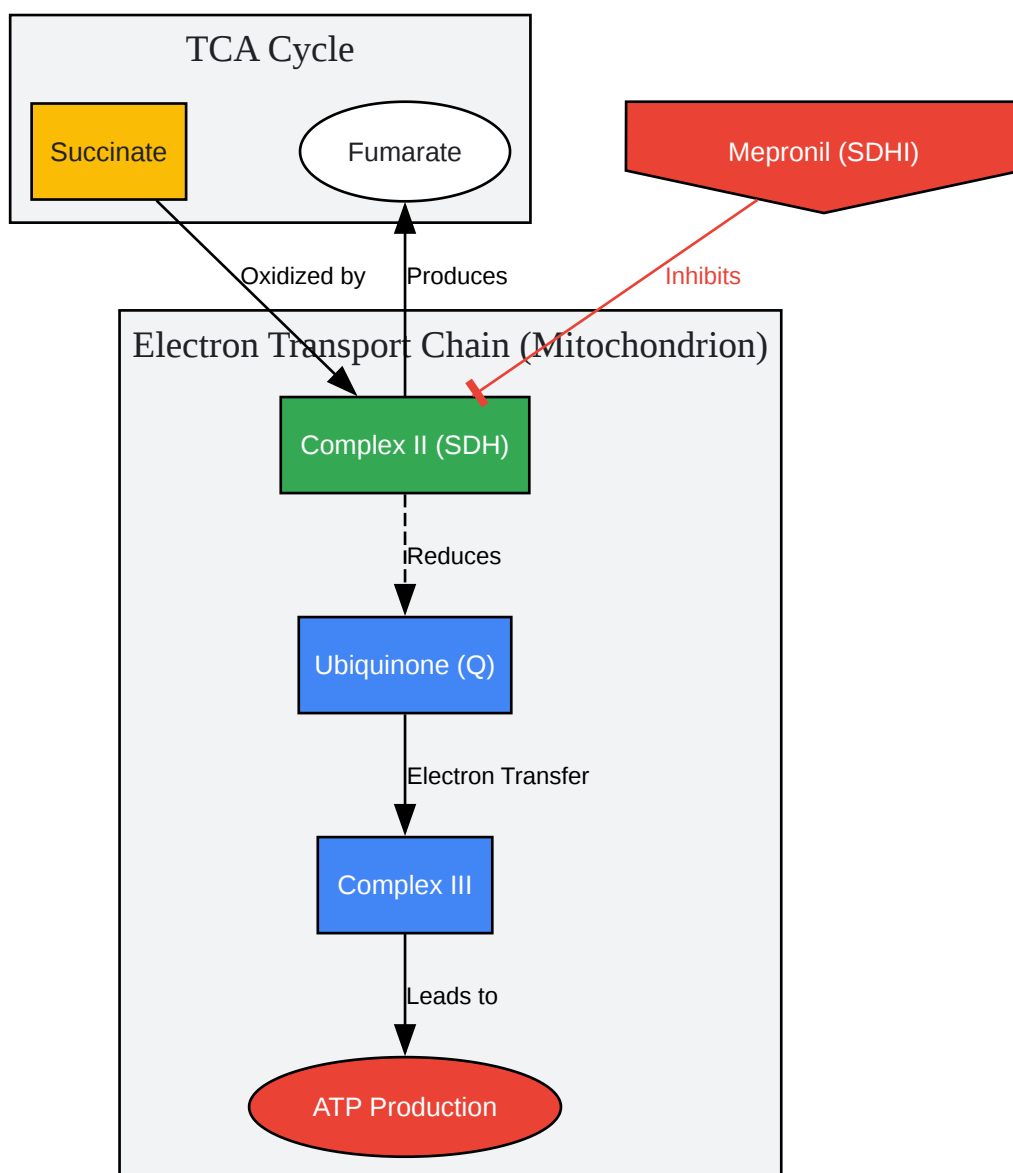 TCA Cycle
Succinate
Fumarate
Mepronil (SDHI)
Oxidized by
Produces
Inhibits
Electron Transport Chain (Mitochondrion)
Complex II (SDH)
Reduces
Ubiquinone (Q)
Electron Transfer
Complex III
Leads to
ATP Production